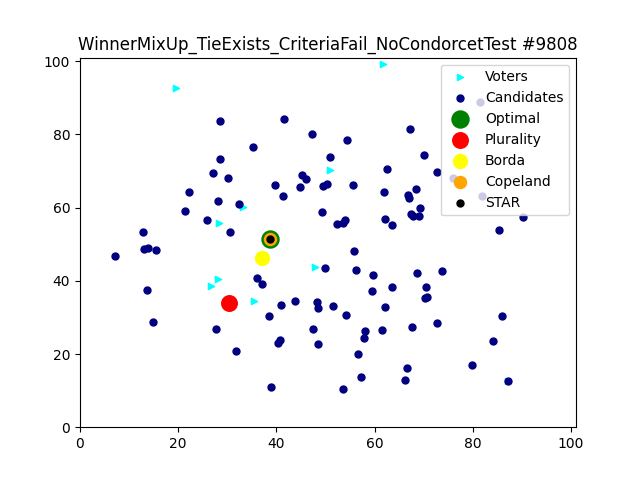 WinnerMixUp_TieExists_CriteriaFail_NoCondorcetTest #9808
100
80
60
40
20
0
0 20 40 60 80 100
Voters
Candidates
Optimal
Plurality
Borda
Copeland
STAR